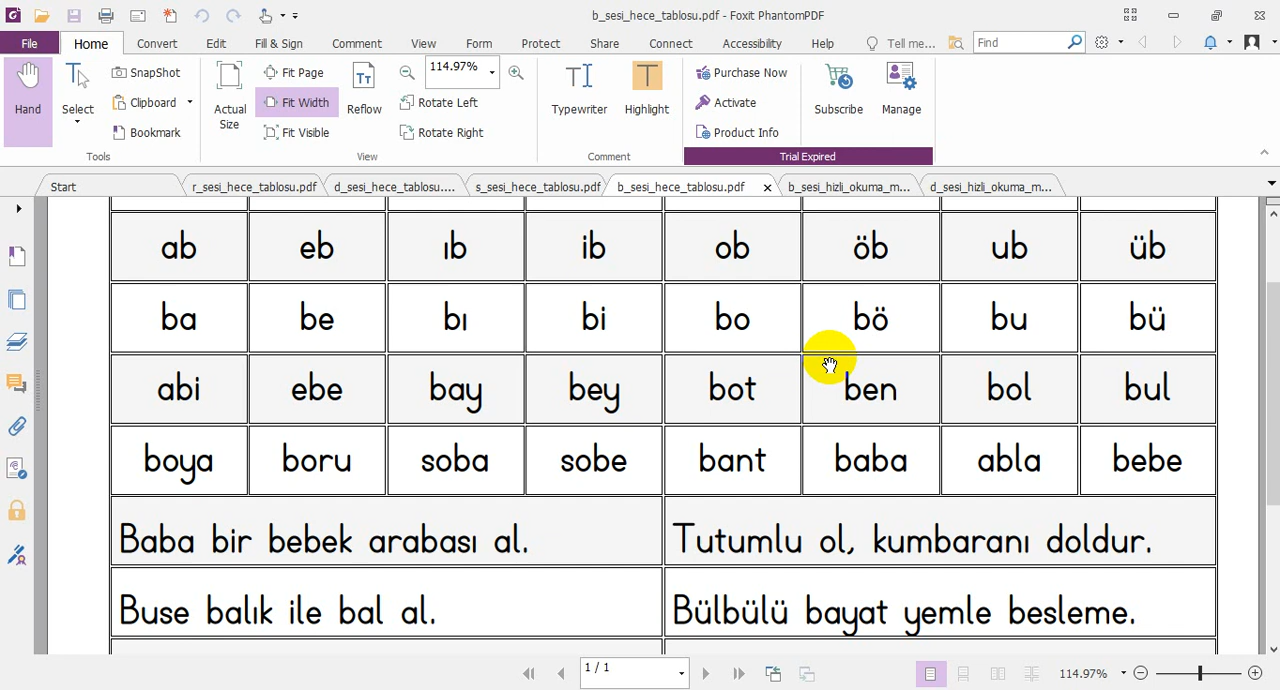 b_sesi_hece_tablosu.pdf - Foxit PhantomPDF
File Home Convert Edit Fill & Sign Comment View Form Protect Share Connect Accessibility Help Tell me... Find
Hand
Select
SnapShot
Clipboard
Bookmark
Tools
Actual Size
Fit Page
Fit Width
Fit Visible
Reflow
114.97%
Rotate Left
Rotate Right
View
Typewriter
Highlight
Comment
Purchase Now
Activate
Product Info
Subscribe
Manage
Trial Expired
Start r_sesi_hece_tablosu.pdf d_sesi_hece_tablosu.... s_sesi_hece_tablosu.pdf b_sesi_hece_tablosu.pdf b_sesi_hizli_okuma_m... d_sesi_hizli_okuma_m...
ab eb ıb ib ob öb ub üb
ba be bı bi bo bö bu bü
abi ebe bay bey bot ben bol bul
boya boru soba sobe bant baba abla bebe
Baba bir bebek arabası al. Tutumlu ol, kumbaranı doldur.
Buse balık ile bal al. Bülbülü bayat yemle besleme.
1 / 1 114.97%